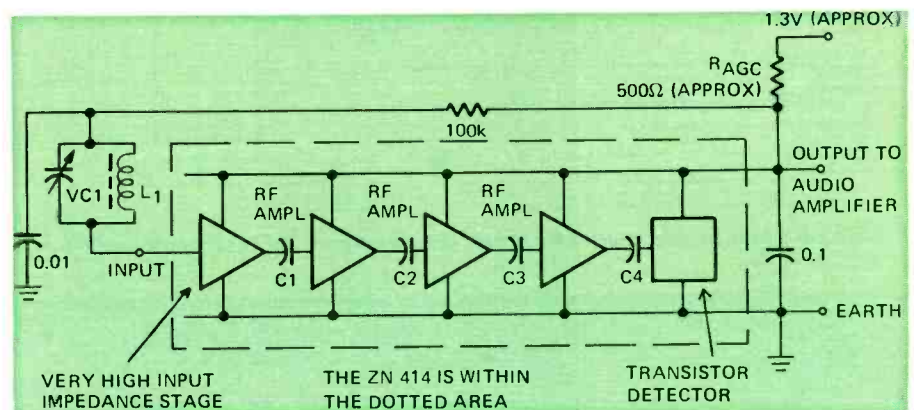 1.3V (APPROX)
RAGC
500Ω (APPROX)
100k
OUTPUT TO
AUDIO
AMPLIFIER
VC1
L1
RF
AMPL
RF
AMPL
RF
AMPL
0.01
INPUT
C1
C2
C3
C4
0.1
EARTH
VERY HIGH INPUT
IMPEDANCE STAGE
THE ZN 414 IS WITHIN
THE DOTTED AREA
TRANSISTOR
DETECTOR